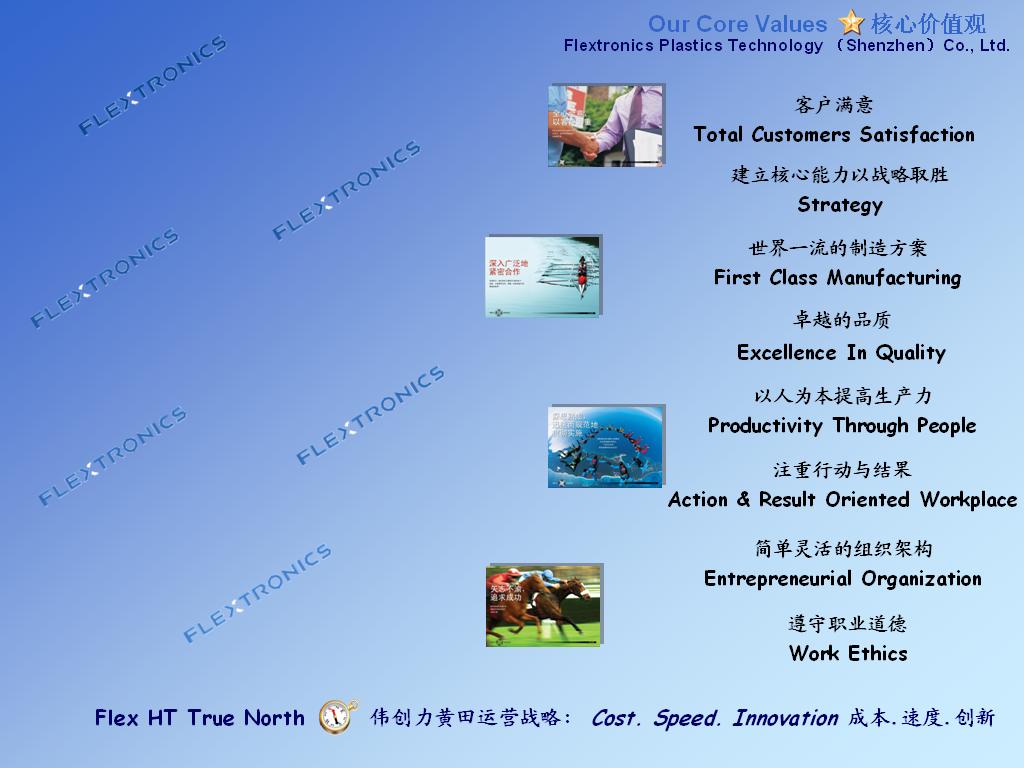 Our Core Values 核心价值观
Flextronics Plastics Technology （Shenzhen）Co., Ltd.
FLEXTRONICS
FLEXTRONICS
FLEXTRONICS
FLEXTRONICS
FLEXTRONICS
FLEXTRONICS
客户满意
Total Customers Satisfaction
建立核心能力以战略取胜
Strategy
世界一流的制造方案
First Class Manufacturing
深入广泛地
紧密合作
卓越的品质
Excellence In Quality
以人为本提高生产力
Productivity Through People
注重行动与结果
Action & Result Oriented Workplace
简单灵活的组织架构
Entrepreneurial Organization
矢志不渝,
追求成功
遵守职业道德
Work Ethics
Flex HT True North 伟创力黄田运营战略： Cost. Speed. Innovation 成本.速度.创新